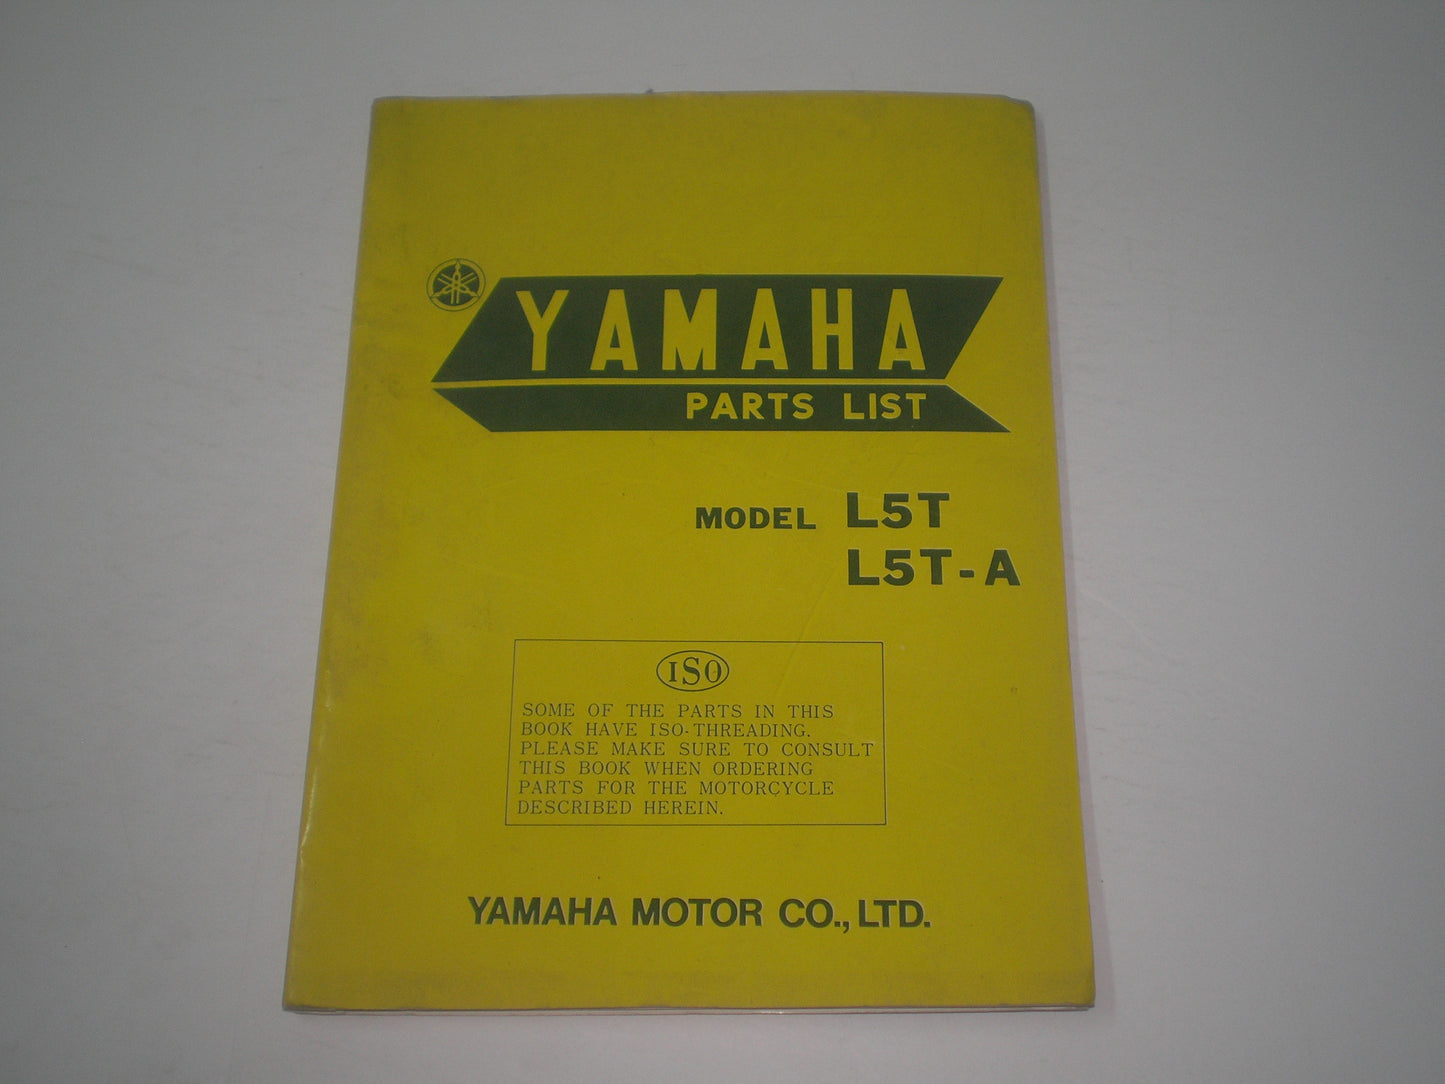 YAMAHA
PARTS LIST
MODEL L5T
L5T-A
ISO
SOME OF THE PARTS IN THIS
BOOK HAVE ISO-THREADING.
PLEASE MAKE SURE TO CONSULT
THIS BOOK WHEN ORDERING
PARTS FOR THE MOTORCYCLE
DESCRIBED HEREIN.
YAMAHA MOTOR CO., LTD.